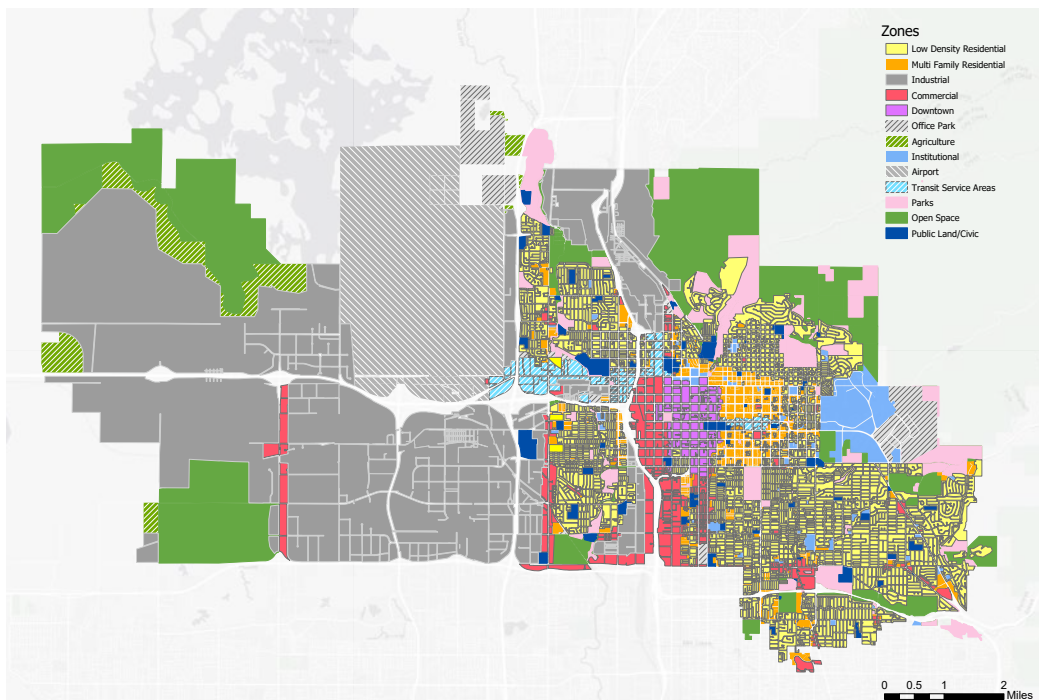 Zones
Low Density Residential
Multi Family Residential
Industrial
Commercial
Downtown
Office Park
Agriculture
Institutional
Airport
Transit Service Areas
Parks
Open Space
Public Land/Civic
0 0.5 1 2
Miles